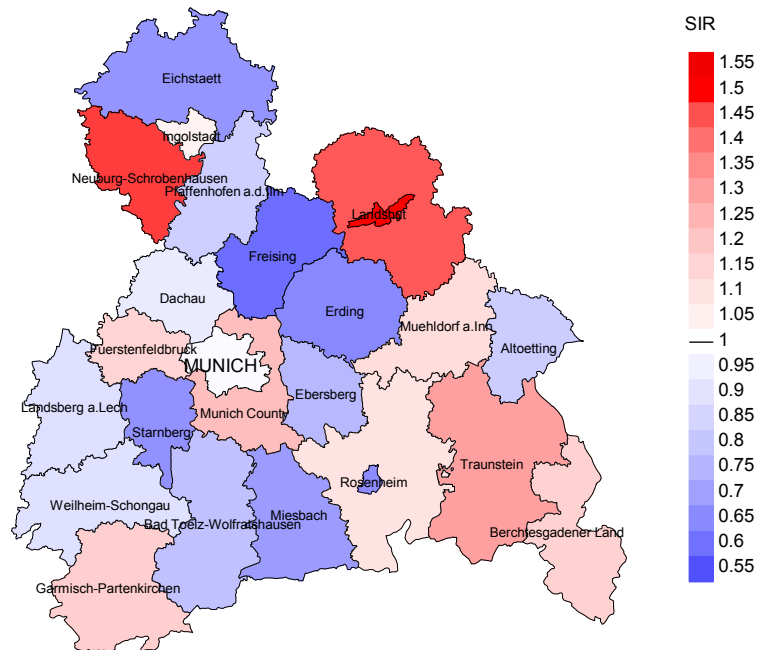 SIR
Eichstaett
1.55
1.5
1.45
1.4
1.35
1.3
1.25
1.2
1.15
1.1
1.05
1
0.95
0.9
0.85
0.8
0.75
0.7
0.65
0.6
0.55
Ingolstadt
Neuburg-Schrobenhausen
Pfaffenhofen a.d.Ilm
Landshut
Freising
Dachau
Erding
Muehldorf a.Inn
Altoetting
Fuerstenfeldbruck
MUNICH
Ebersberg
Landsberg a.Lech
Munich County
Starnberg
Traunstein
Rosenheim
Weilheim-Schongau
Miesbach
Bad Toelz-Wolfratshausen
Berchtesgadener Land
Garmisch-Partenkirchen